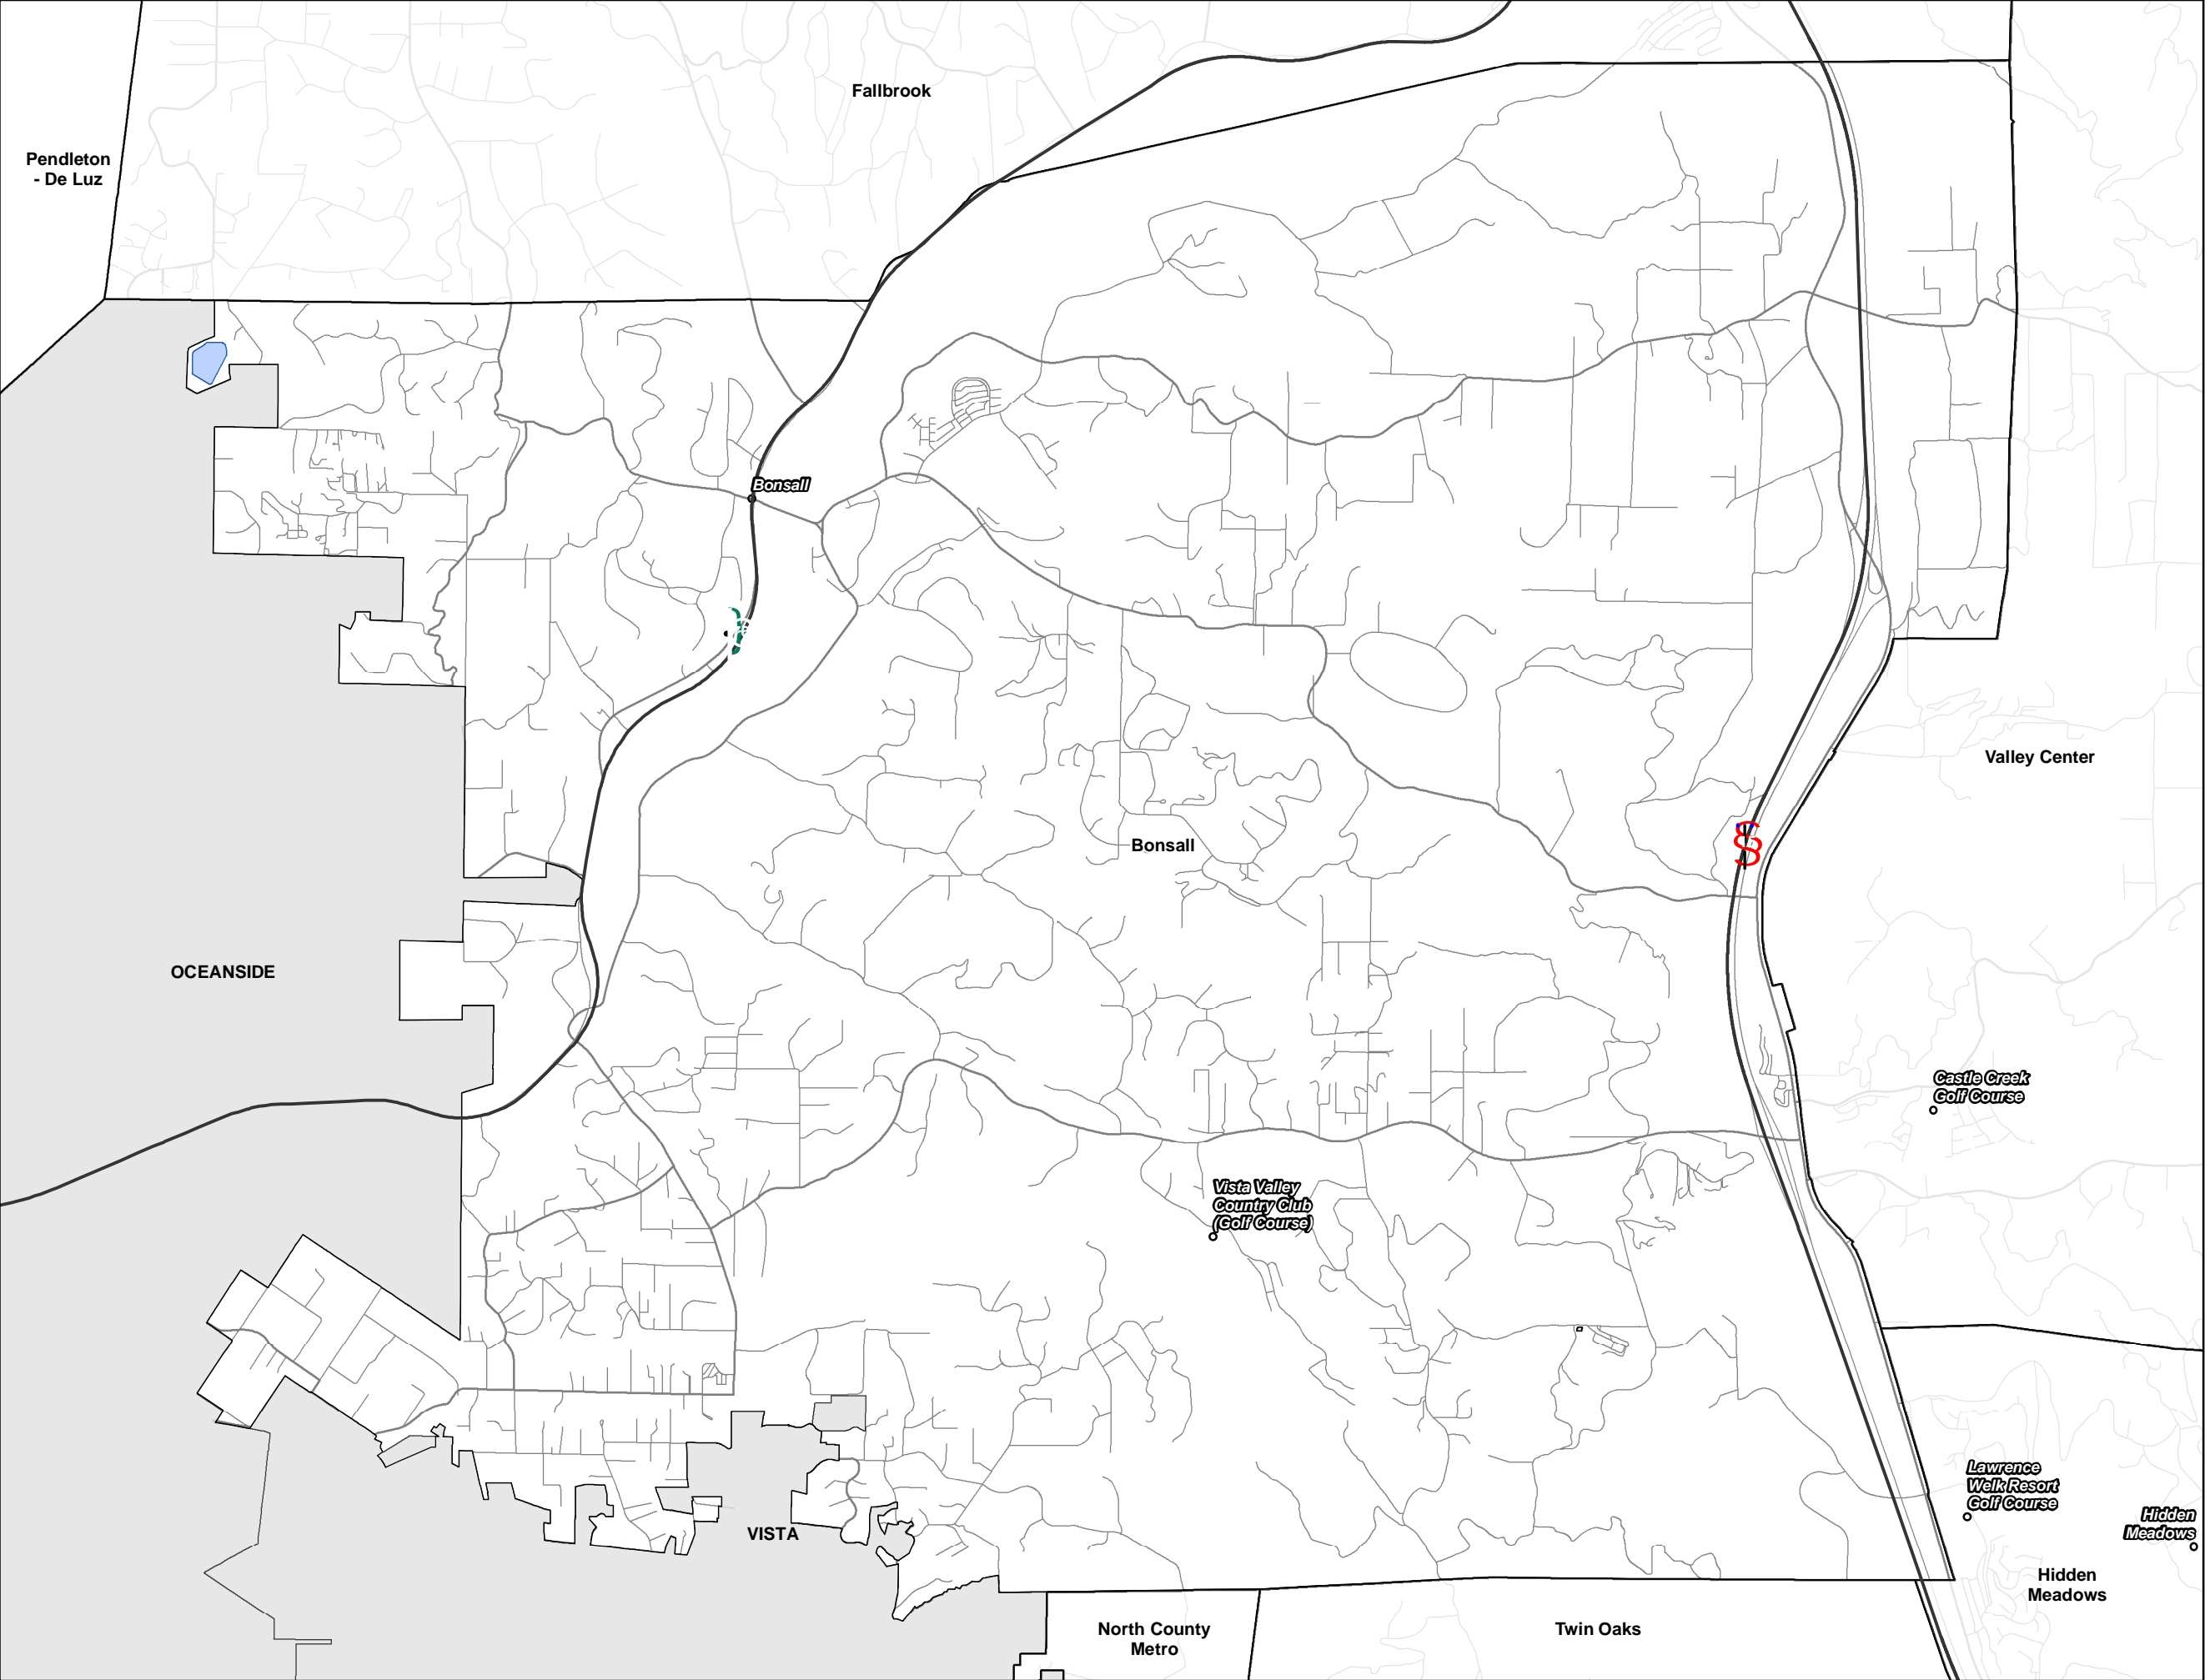 Fallbrook
Pendleton
- De Luz
Bonsall
Valley Center
Bonsall
OCEANSIDE
Castle Creek
Golf Course
Vista Valley
Country Club
(Golf Course)
Lawrence
Welk Resort
Golf Course
Hidden
Meadows
VISTA
Hidden
Meadows
North County
Metro
Twin Oaks